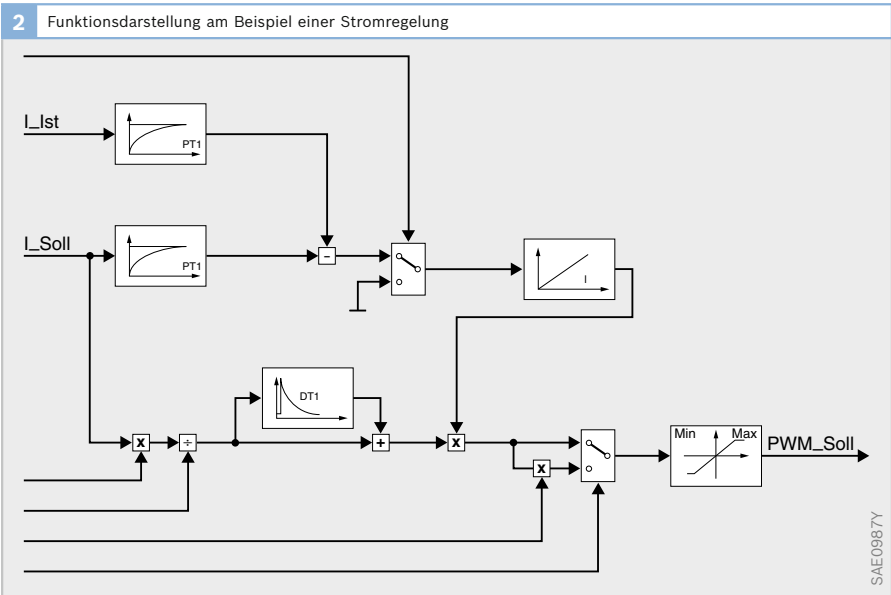 2 Funktionsdarstellung am Beispiel einer Stromregelung
I_Ist
PT1
I_Soll
PT1
-
I
DT1
x ÷ + x
x
Min Max
PWM_Soll
SAE0987Y